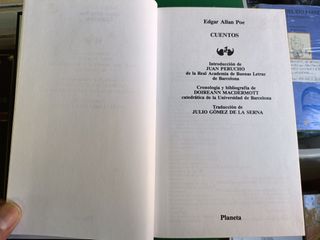 Edgar Allan Poe
CUENTOS
Introducción de
JUAN PERUCHO
de la Real Academia de Buenas Letras
de Barcelona
Cronología y bibliografía de
DOIREANN MACDERMOTT
catedrática de la Universidad de Barcelona
Traducción de
JULIO GÓMEZ DE LA SERNA
Planeta